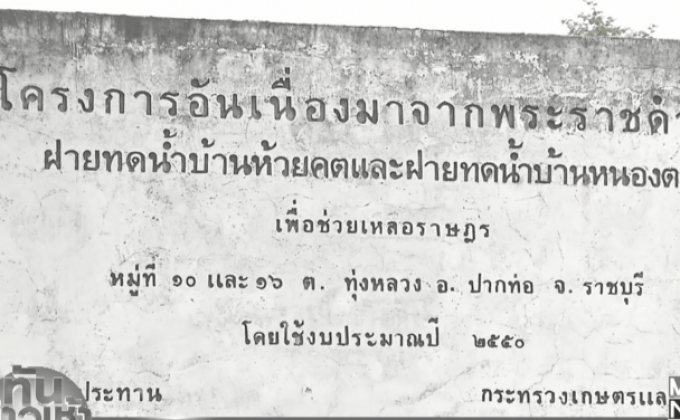 โครงการอันเนื่องมาจากพระราชดำ
ฝายทดน้ำบ้านห้วยคตและฝายทดน้ำบ้านหนองต
เพื่อช่วยเหลือราษฎร
หมู่ที่ ๑๐ และ ๑๖ ต. ทุ่งหลวง อ. ปากท่อ จ. ราชบุรี
โดยใช้งบประมาณปี ๒๕๕๐
ประทาน กระทรวงเกษตรแล
ทัน